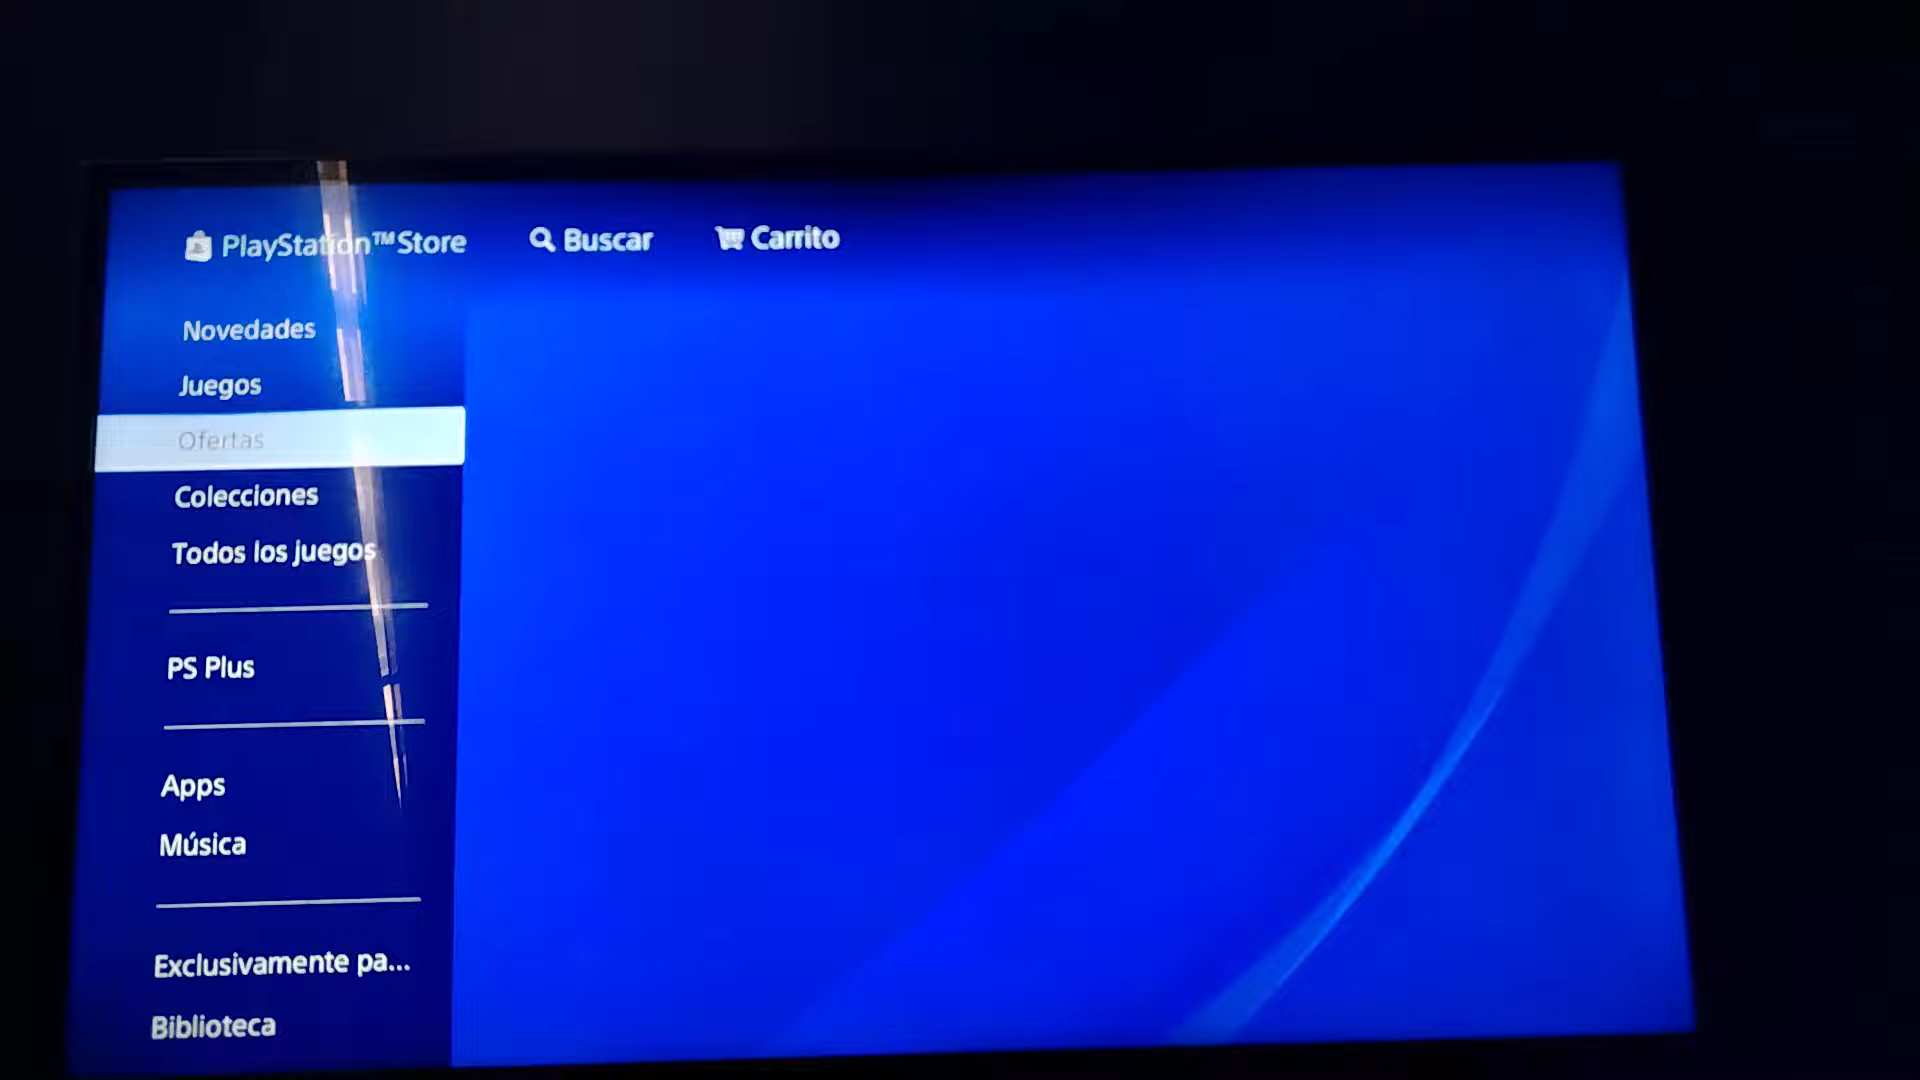 PlayStation™Store Buscar Carrito
Novedades
Juegos
Ofertas
Colecciones
Todos los juegos
PS Plus
Apps
Música
Exclusivamente pa...
Biblioteca